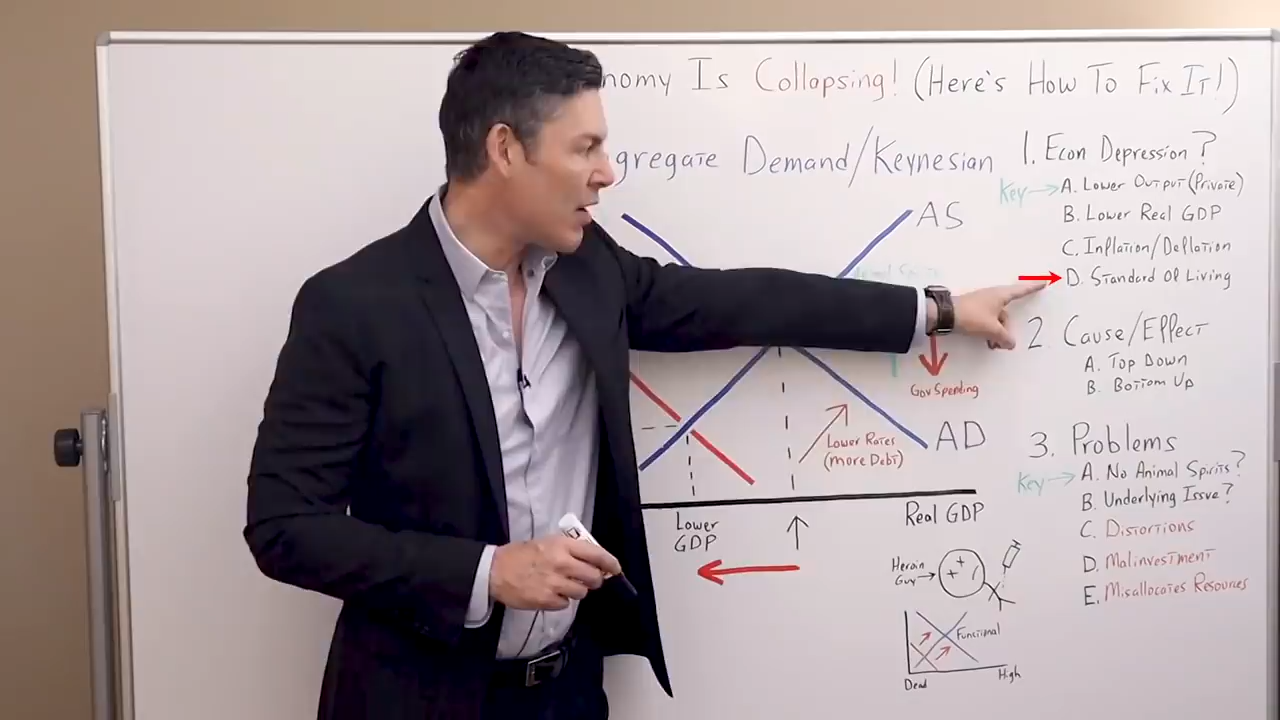 nomy Is Collapsing! (Here's How To Fix It!)
gregate Demand/Keynesian
AS
Gov Spending
Lower Rates
(more Debt)
AD
Lower
GDP
Real GDP
Heroin
Guy
Functional
Dead
High
1. Econ Depression?
Key
A. Lower Output (Private)
B. Lower Real GDP
C. Inflation/Deflation
D. Standard Of Living
2. Cause/Effect
A. Top Down
B. Bottom Up
3. Problems
Key
A. No Animal Spirits?
B. Underlying Issue?
C. Distortions
D. Malinvestment
E. Misallocates Resources